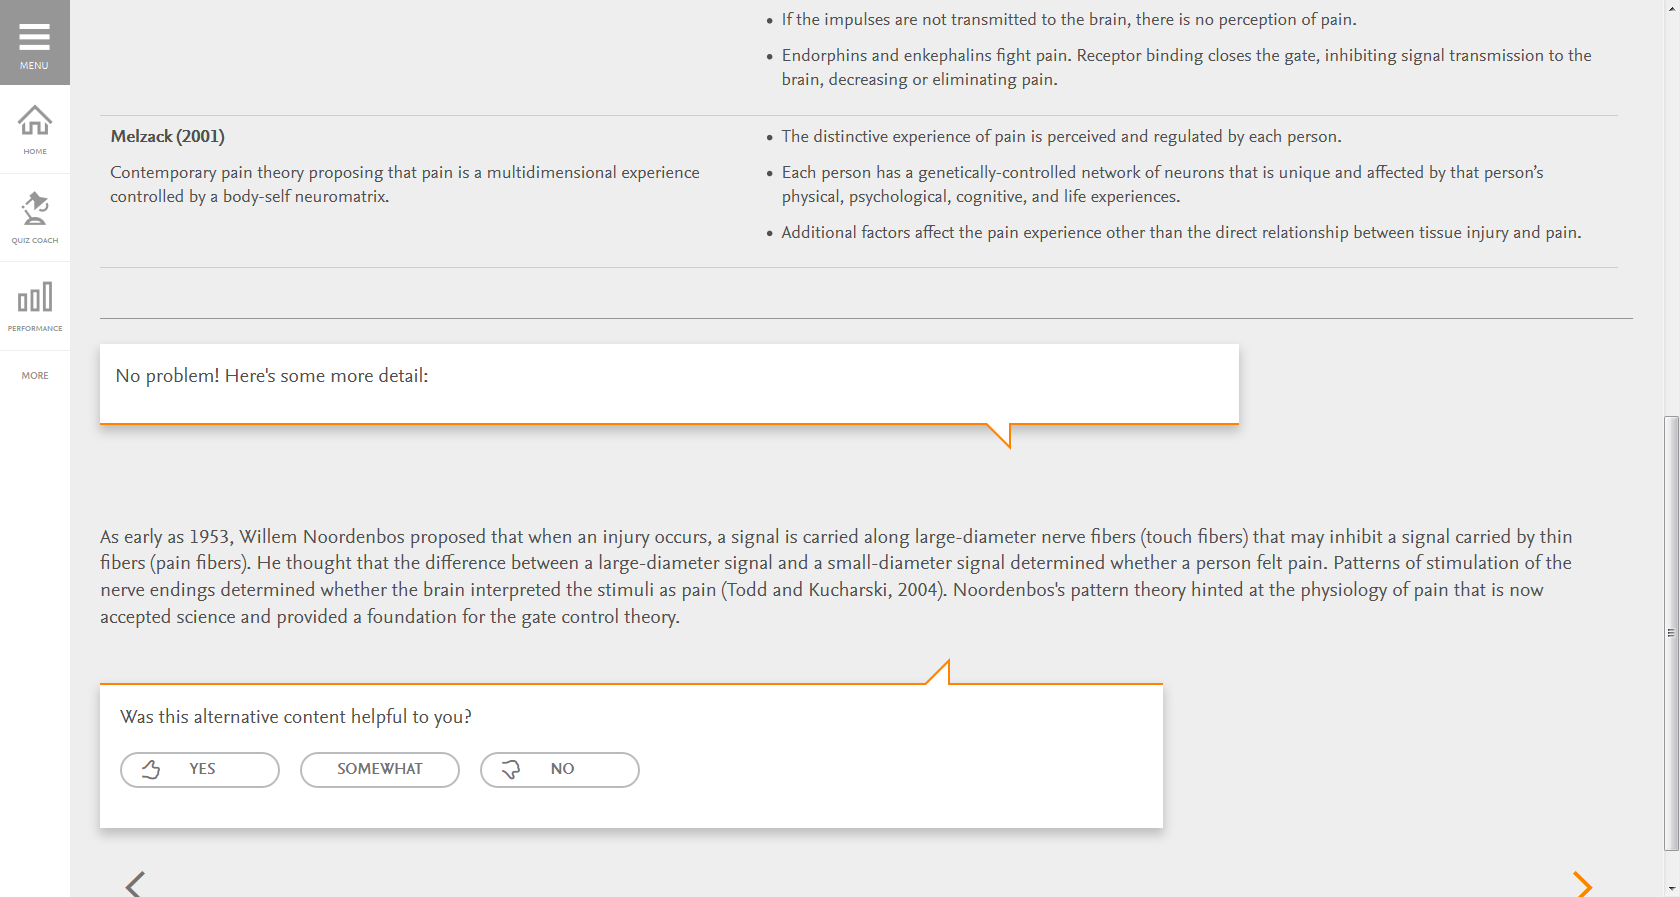 MENU
HOME
QUIZ COACH
PERFORMANCE
MORE
• If the impulses are not transmitted to the brain, there is no perception of pain.
• Endorphins and enkephalins fight pain. Receptor binding closes the gate, inhibiting signal transmission to the
brain, decreasing or eliminating pain.
Melzack (2001)
Contemporary pain theory proposing that pain is a multidimensional experience
controlled by a body-self neuromatrix.
• The distinctive experience of pain is perceived and regulated by each person.
• Each person has a genetically-controlled network of neurons that is unique and affected by that person’s
physical, psychological, cognitive, and life experiences.
• Additional factors affect the pain experience other than the direct relationship between tissue injury and pain.
No problem! Here's some more detail:
As early as 1953, Willem Noordenbos proposed that when an injury occurs, a signal is carried along large-diameter nerve fibers (touch fibers) that may inhibit a signal carried by thin
fibers (pain fibers). He thought that the difference between a large-diameter signal and a small-diameter signal determined whether a person felt pain. Patterns of stimulation of the
nerve endings determined whether the brain interpreted the stimuli as pain (Todd and Kucharski, 2004). Noordenbos's pattern theory hinted at the physiology of pain that is now
accepted science and provided a foundation for the gate control theory.
Was this alternative content helpful to you?
YES
SOMEWHAT
NO